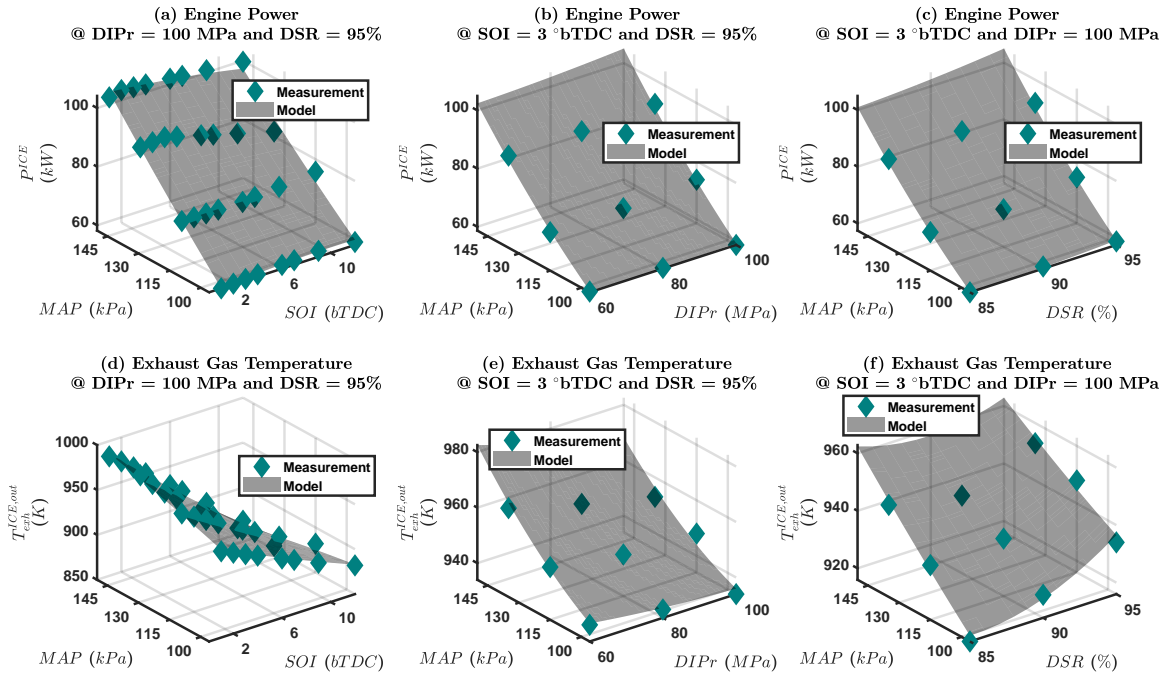 (a) Engine Power
@ DIPr = 100 MPa and DSR = 95%
Measurement
Model
100
80
60
P^{ICE}
(kW)
145
130
115
100
MAP (kPa)
2
6
10
SOI (bTDC)
(b) Engine Power
@ SOI = 3 °bTDC and DSR = 95%
Measurement
Model
100
80
60
P^{ICE}
(kW)
145
130
115
100
MAP (kPa)
60
80
100
DIPr (MPa)
(c) Engine Power
@ SOI = 3 °bTDC and DIPr = 100 MPa
Measurement
Model
100
80
60
P^{ICE}
(kW)
145
130
115
100
MAP (kPa)
85
90
95
DSR (%)
(d) Exhaust Gas Temperature
@ DIPr = 100 MPa and DSR = 95%
Measurement
Model
1000
950
900
850
T_{exh}^{ICE,out}
(K)
145
130
115
100
MAP (kPa)
2
6
10
SOI (bTDC)
(e) Exhaust Gas Temperature
@ SOI = 3 °bTDC and DSR = 95%
Measurement
Model
980
960
940
T_{exh}^{ICE,out}
(K)
145
130
115
100
MAP (kPa)
60
80
100
DIPr (MPa)
(f) Exhaust Gas Temperature
@ SOI = 3 °bTDC and DIPr = 100 MPa
Measurement
Model
960
940
920
T_{exh}^{ICE,out}
(K)
145
130
115
100
MAP (kPa)
85
90
95
DSR (%)